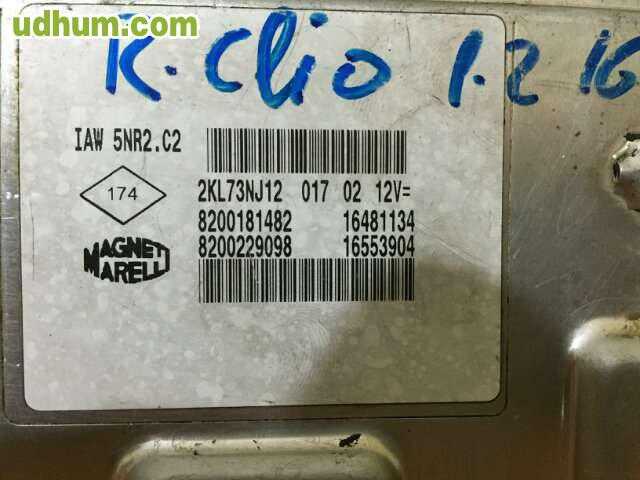 udhum.com
R. Clio 1.2 16
IAW 5NR2.C2
174
2KL73NJ12 017 02 12V=
8200181482 16481134
8200229098 16553904
MAGNETI
MARELLI